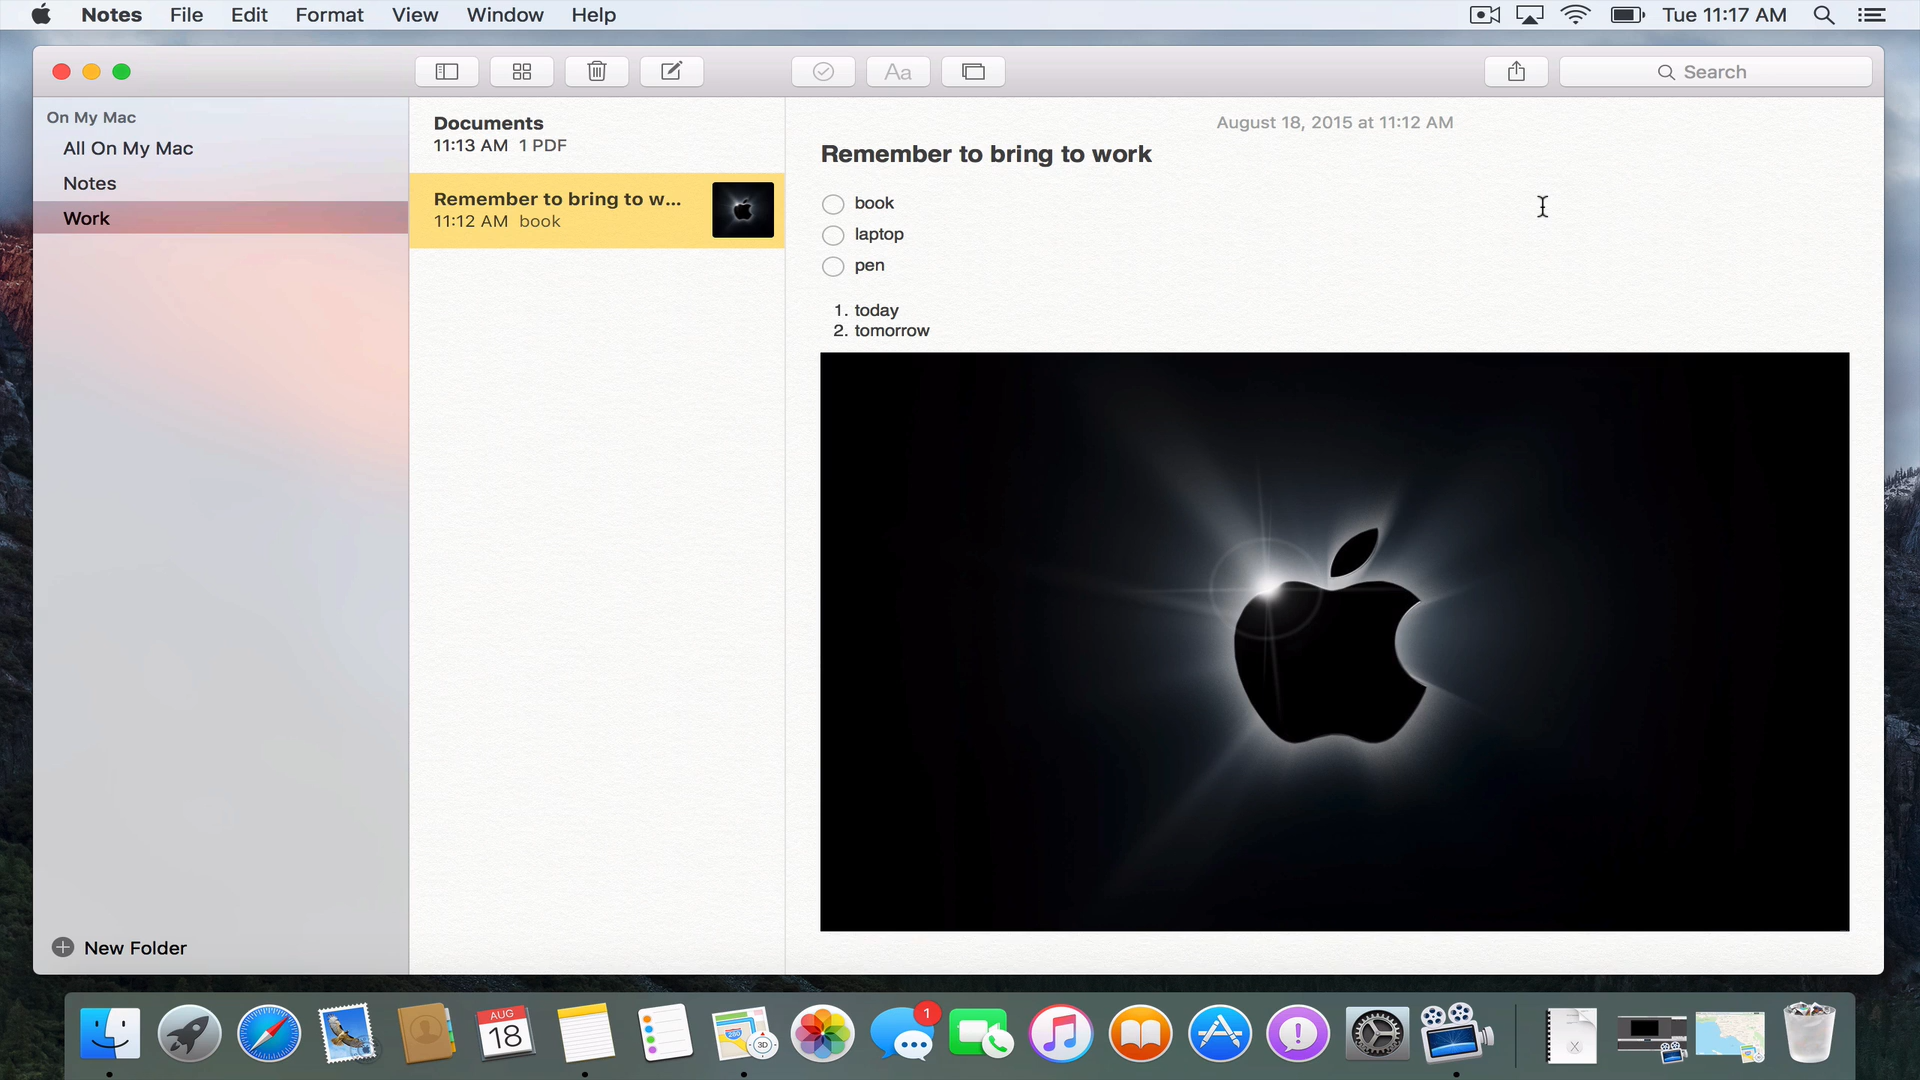 Notes File Edit Format View Window Help Tue 11:17 AM
Search
On My Mac
All On My Mac
Notes
Work
New Folder
Documents
11:13 AM 1 PDF
Remember to bring to w...
11:12 AM book
August 18, 2015 at 11:12 AM
Remember to bring to work
book
laptop
pen
1. today
2. tomorrow
Aa
AUG
18
280
3D
1
X